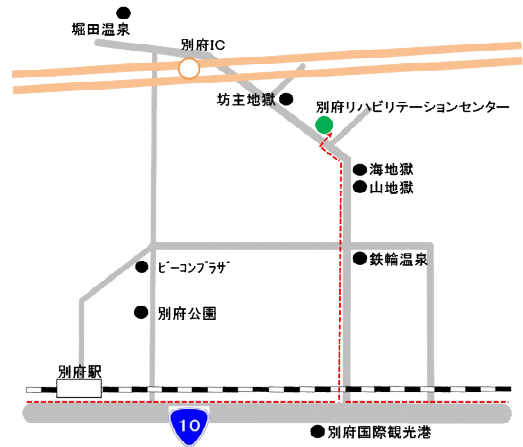 堀田温泉
別府IC
坊主地獄
別府リハビリテーションセンター
海地獄
山地獄
鉄輪温泉
ﾋﾞｰｺﾝﾌﾟﾗｻﾞ
別府公園
別府駅
10
別府国際観光港